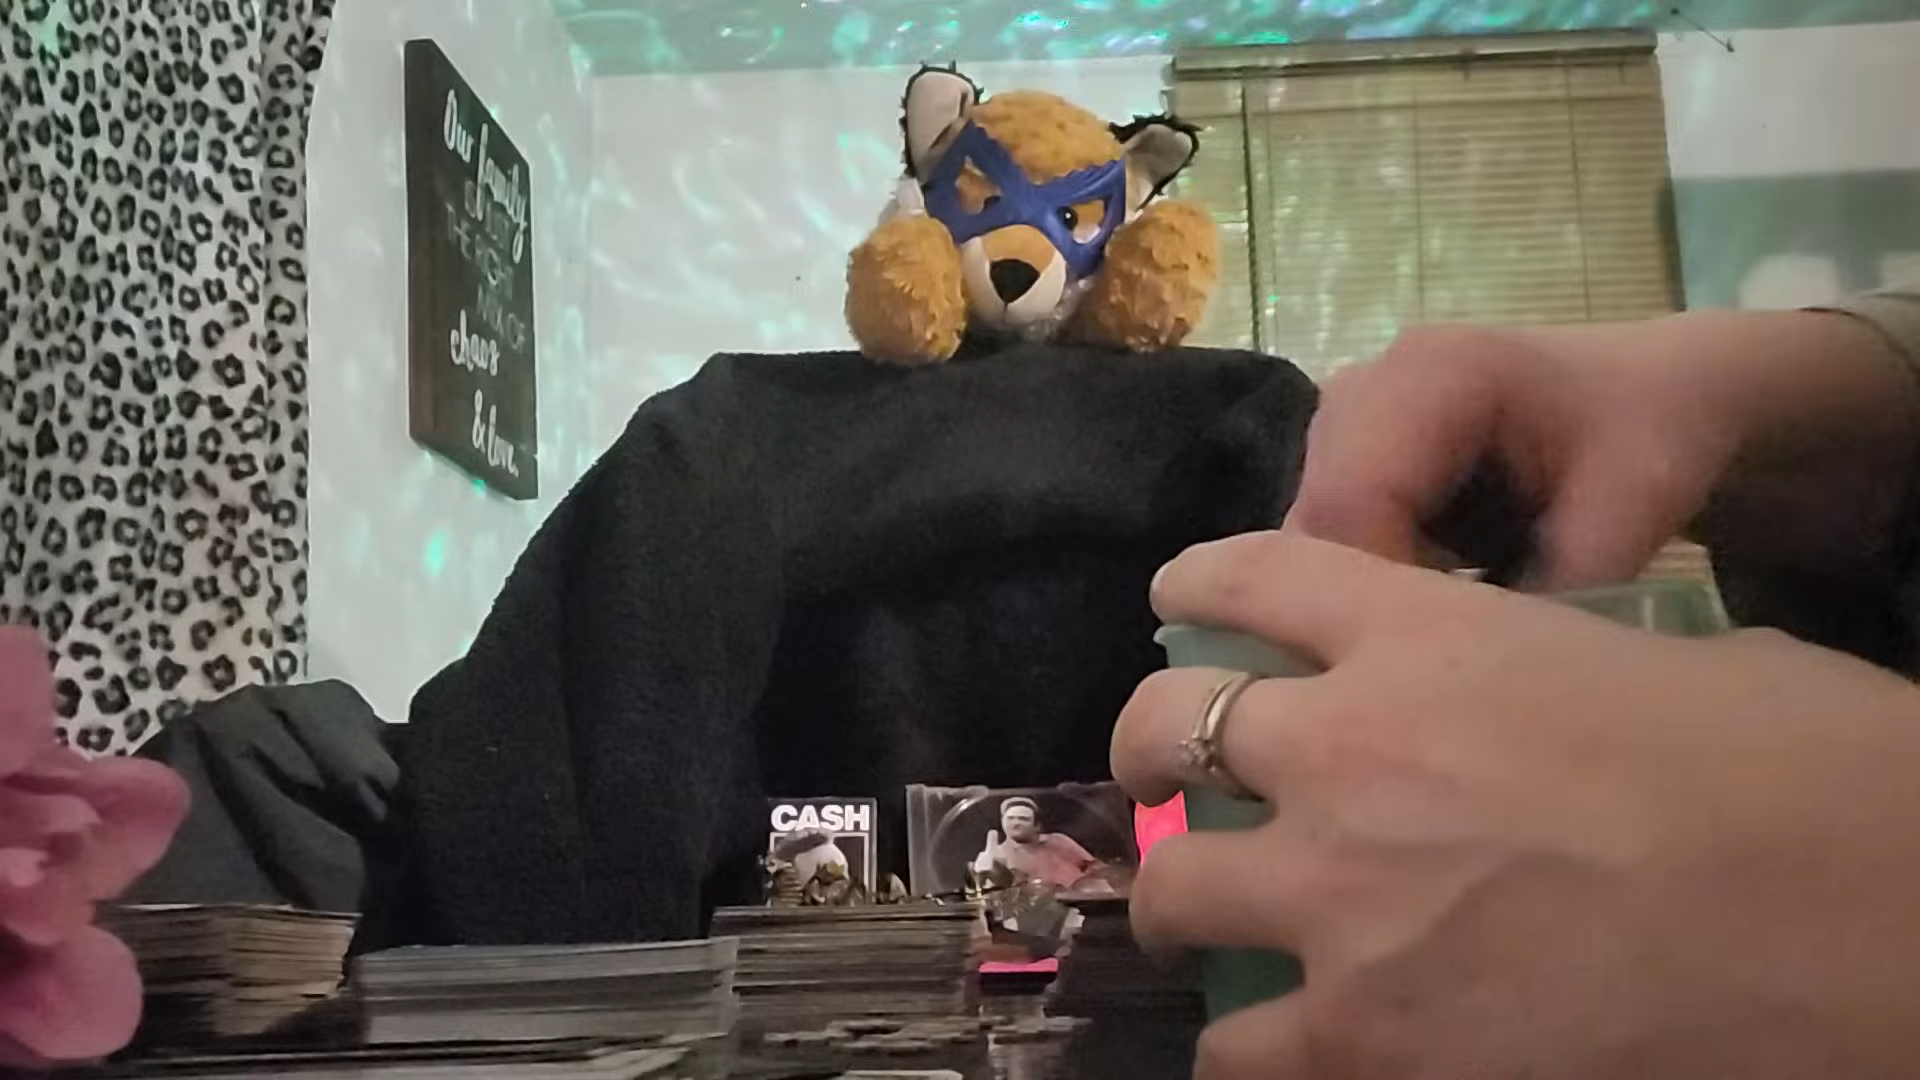 Our family
IS JUST
THE RIGHT
MIX OF
chaos
& love.
CASH